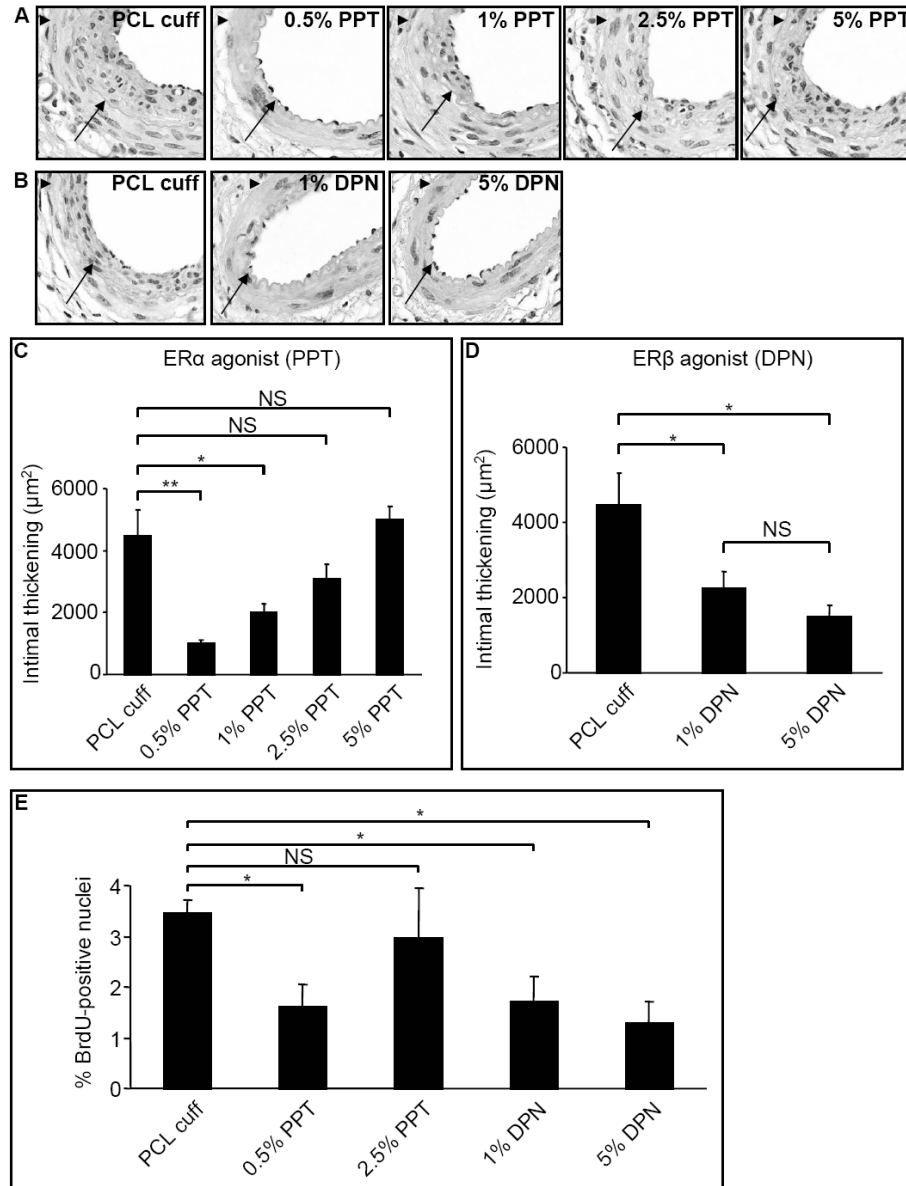 A PCL cuff 0.5% PPT 1% PPT 2.5% PPT 5% PPT
B PCL cuff 1% DPN 5% DPN
C ERα agonist (PPT)
NS
NS
*
**
Intimal thickening (µm²)
6000
4000
2000
0
PCL cuff 0.5% PPT 1% PPT 2.5% PPT 5% PPT
D ERβ agonist (DPN)
*
*
NS
Intimal thickening (µm²)
6000
4000
2000
0
PCL cuff 1% DPN 5% DPN
E
*
*
NS
*
% BrdU-positive nuclei
4
3
2
1
0
PCL cuff 0.5% PPT 2.5% PPT 1% DPN 5% DPN